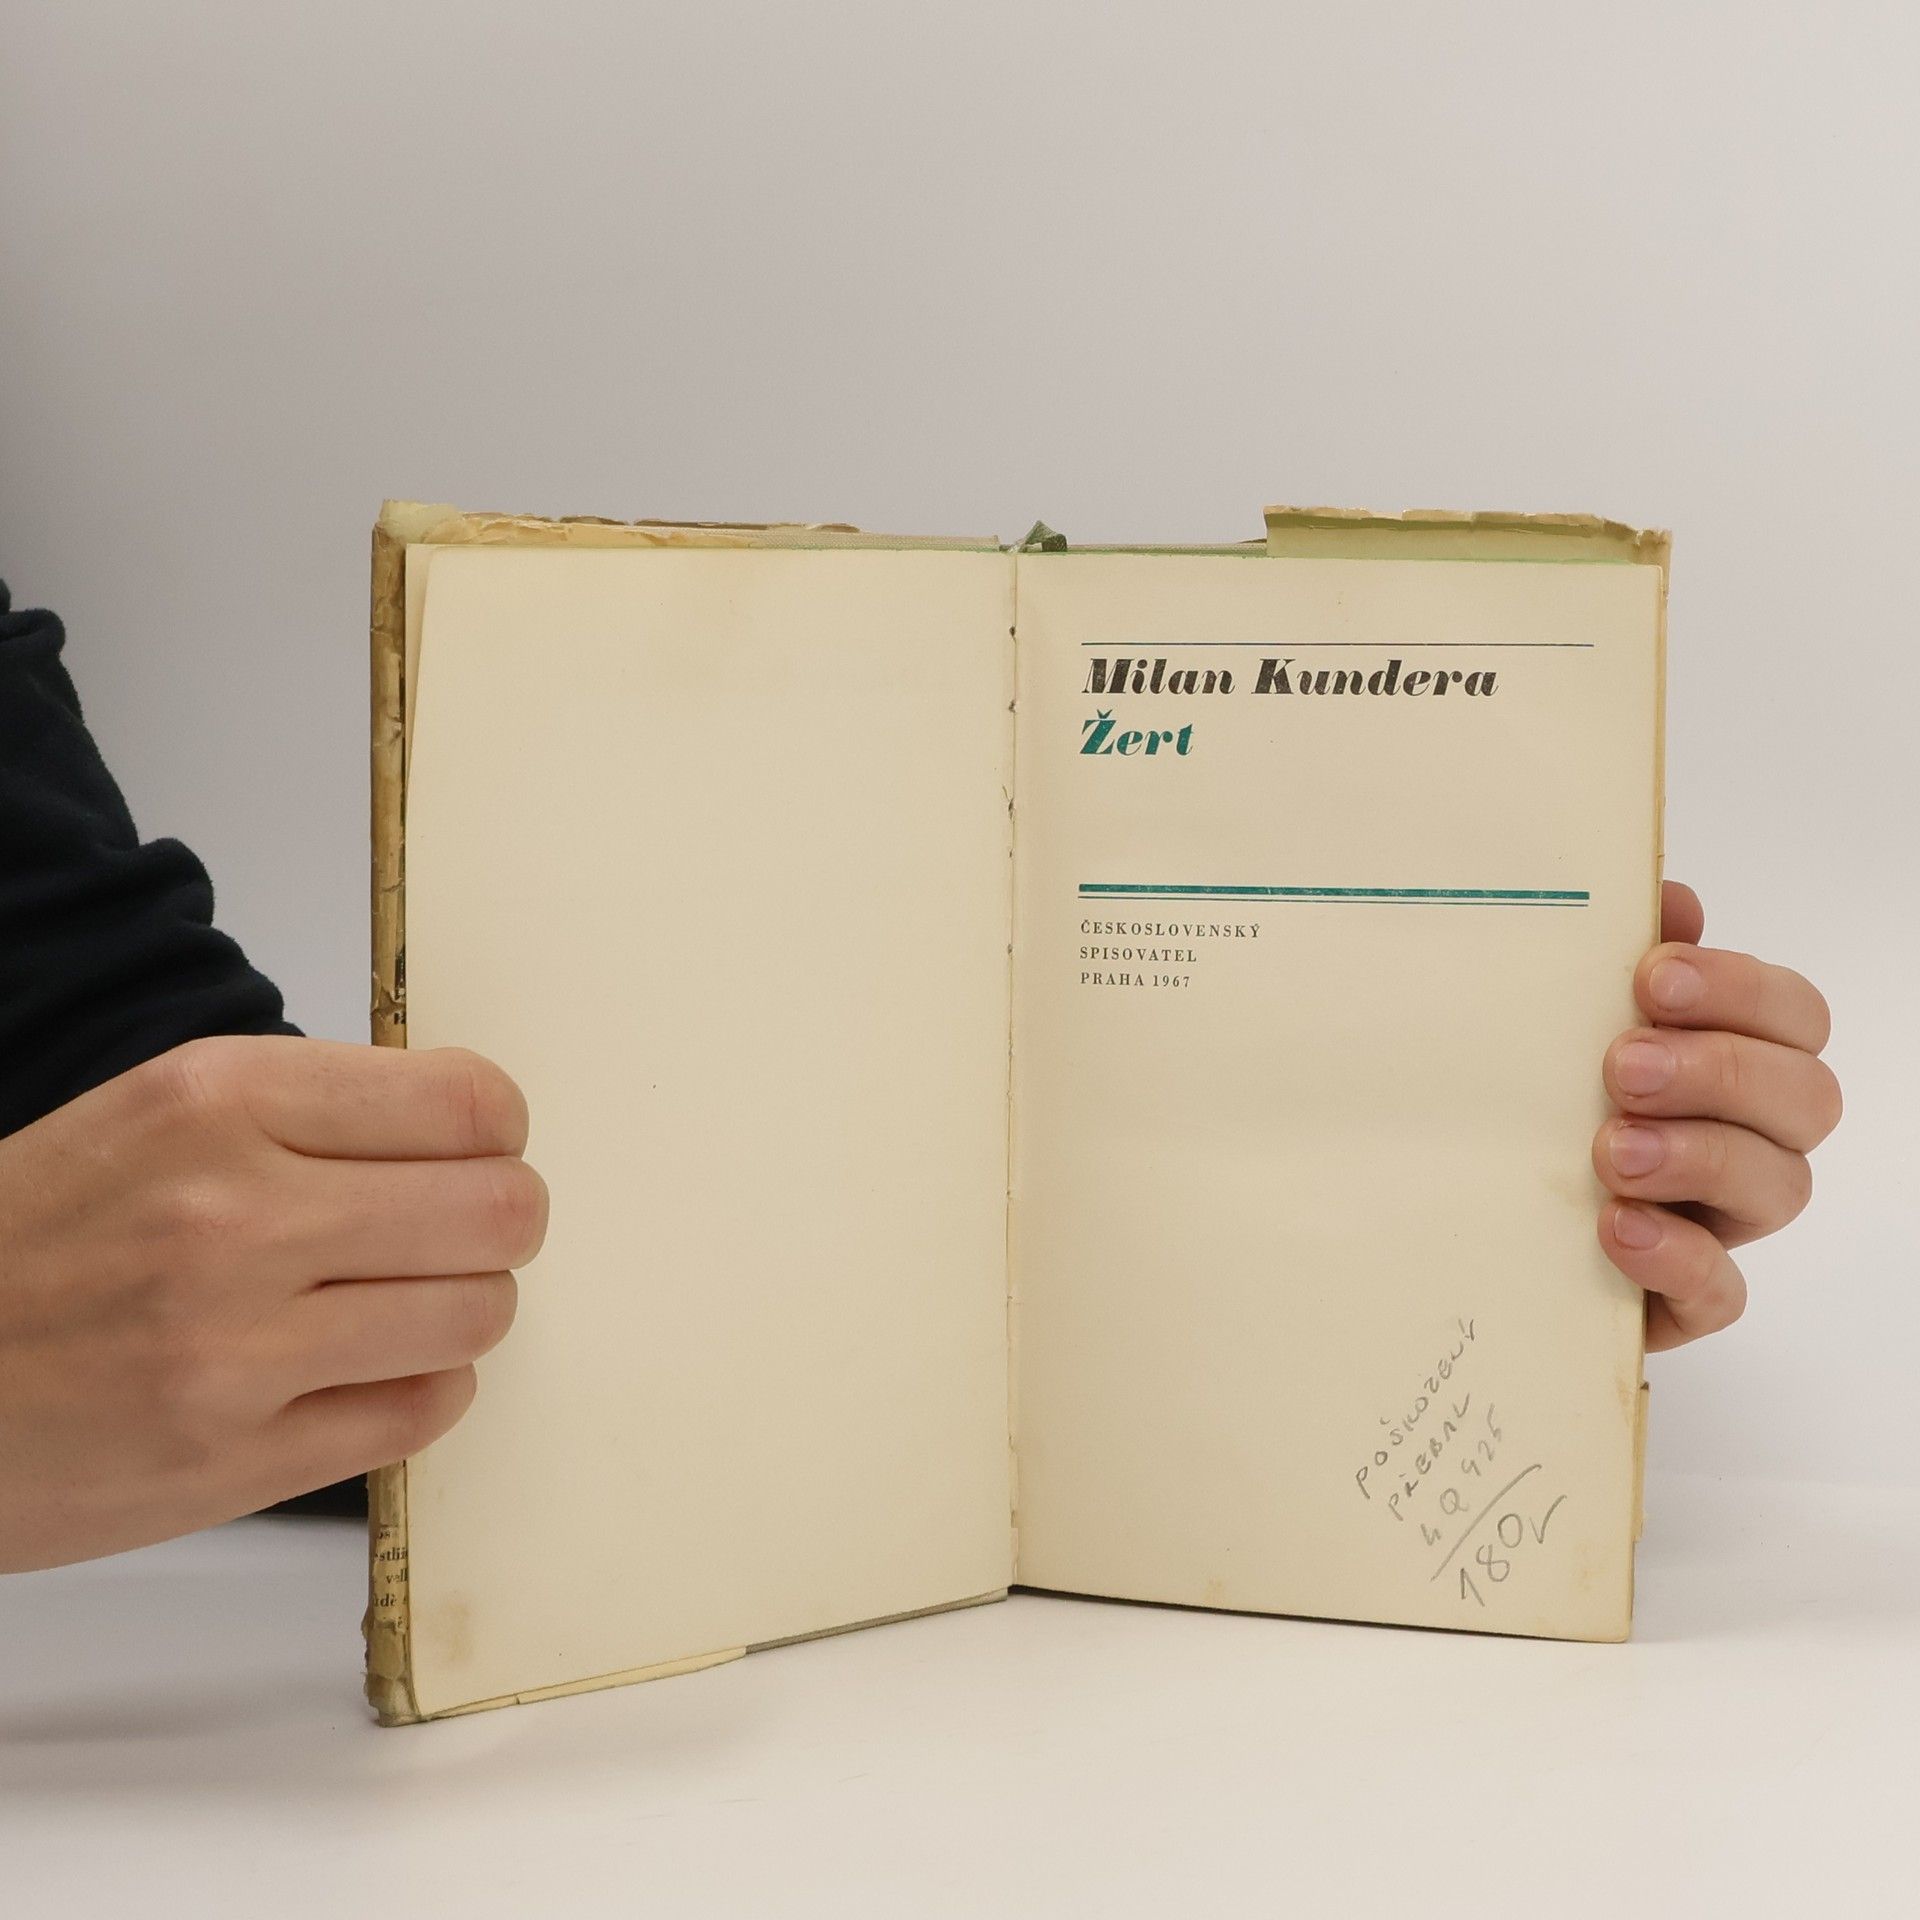 Milan Kundera
Žert
ČESKOSLOVENSKÝ
SPISOVATEL
PRAHA 1967
POŠKOZENÝ
PŘEBAL
180